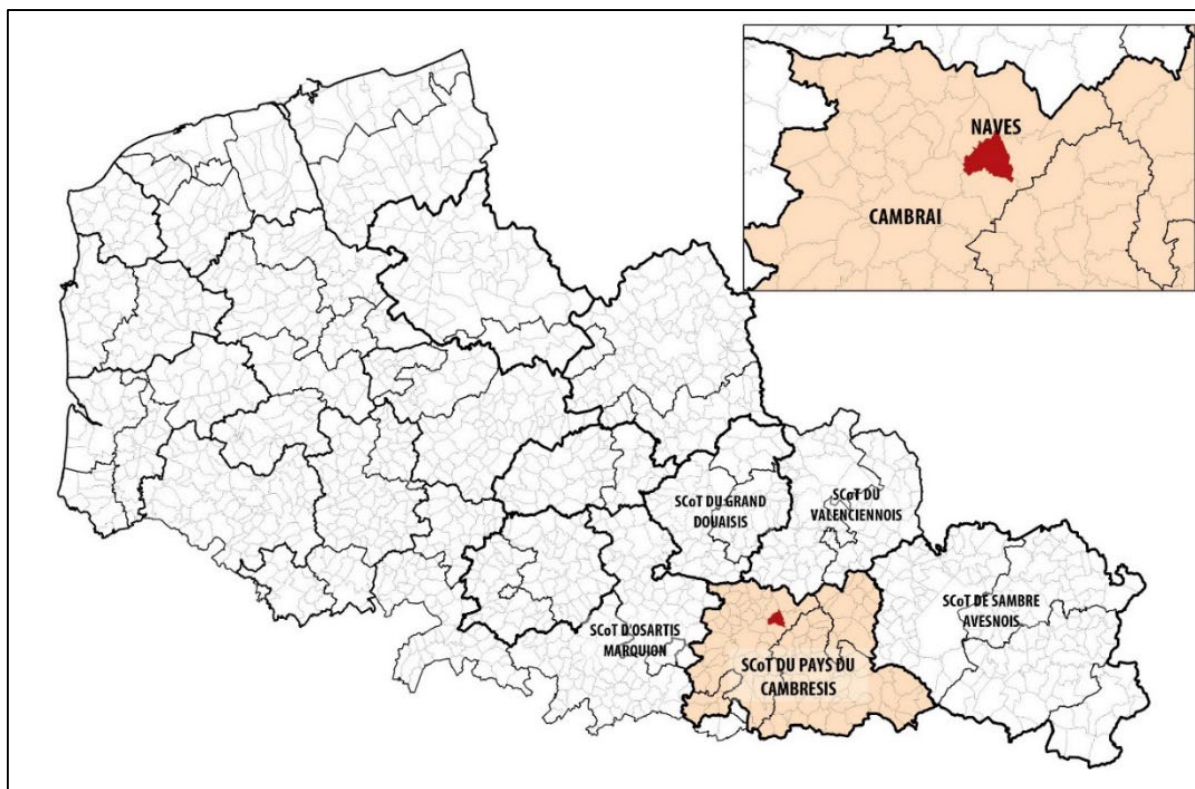 NAVES
CAMBRAI
SCoT DU GRAND
DOUAISIS
SCoT DU
VALENCIENNOIS
SCoT DE SAMBRE
AVESNOIS
SCoT D'OSARTIS
MARQUION
SCoT DU PAYS DU
CAMBRESIS